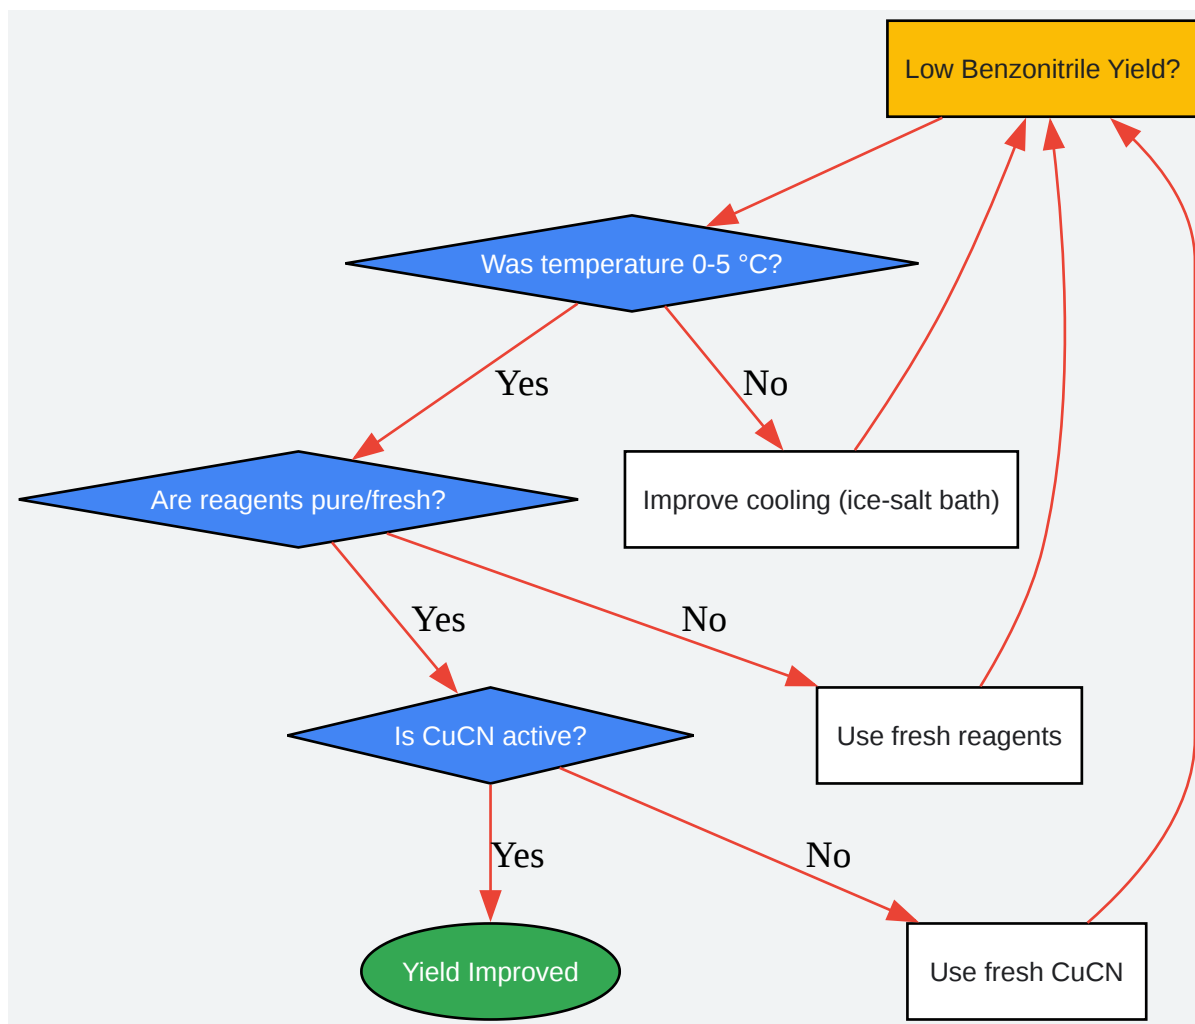 Low Benzonitrile Yield?
Was temperature 0-5 °C?
Yes
No
Are reagents pure/fresh?
Improve cooling (ice-salt bath)
Yes
No
Is CuCN active?
Use fresh reagents
Yes
No
Yield Improved
Use fresh CuCN